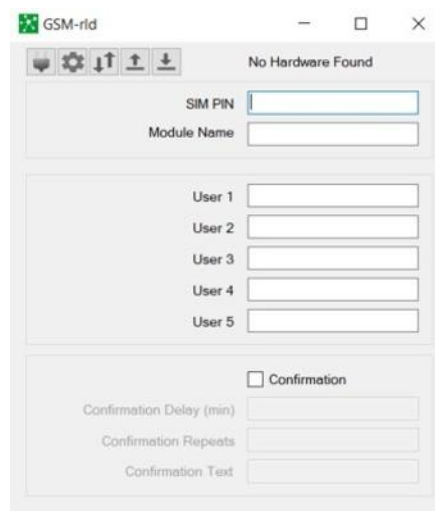 GSM-rld
No Hardware Found
SIM PIN
Module Name
User 1
User 2
User 3
User 4
User 5
Confirmation
Confirmation Delay (min)
Confirmation Repeats
Confirmation Text